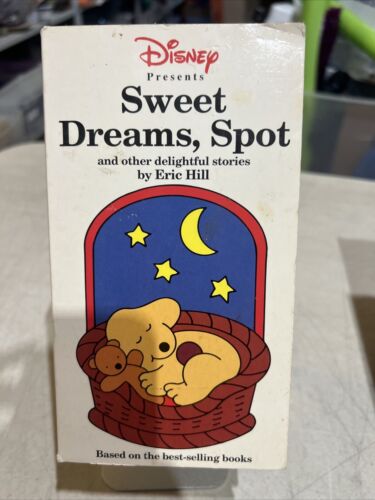 Disney
Presents
Sweet
Dreams, Spot
and other delightful stories
by Eric Hill
Based on the best-selling books